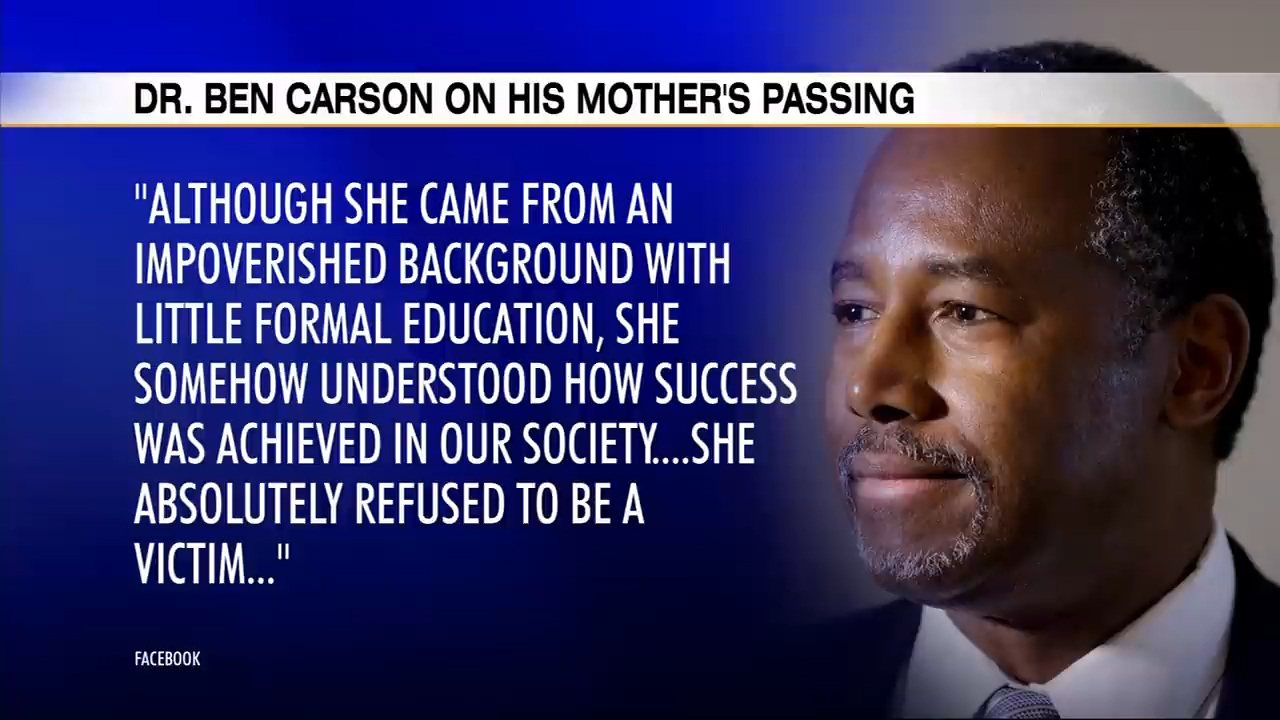 DR. BEN CARSON ON HIS MOTHER'S PASSING
"ALTHOUGH SHE CAME FROM AN
IMPOVERISHED BACKGROUND WITH
LITTLE FORMAL EDUCATION, SHE
SOMEHOW UNDERSTOOD HOW SUCCESS
WAS ACHIEVED IN OUR SOCIETY....SHE
ABSOLUTELY REFUSED TO BE A
VICTIM..."
FACEBOOK